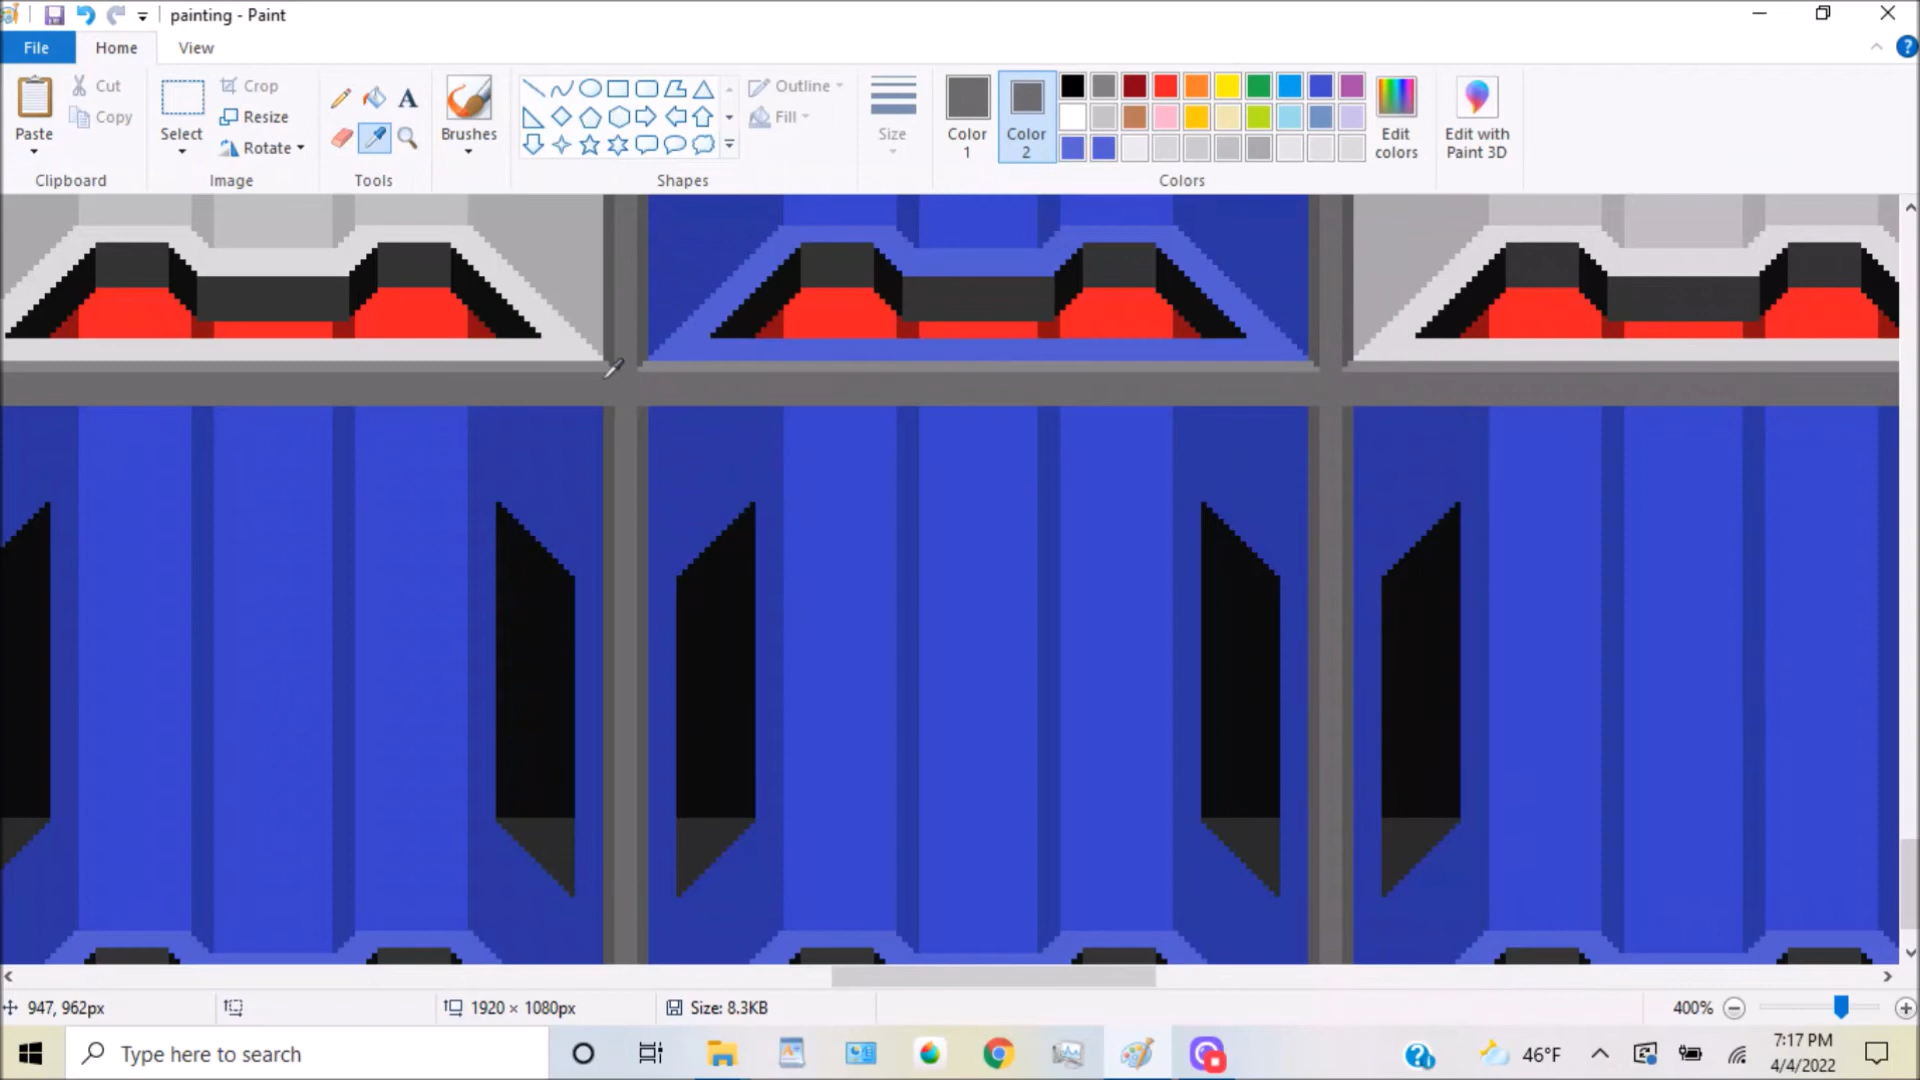 painting - Paint
File Home View
Paste
Cut
Copy
Clipboard
Select
Crop
Resize
Rotate
Image
A
Tools
Brushes
Outline
Fill
Shapes
Size
Color 1
Color 2
Edit colors
Edit with Paint 3D
Colors
947, 962px
1920 × 1080px
Size: 8.3KB
400%
Type here to search
46°F
7:17 PM
4/4/2022